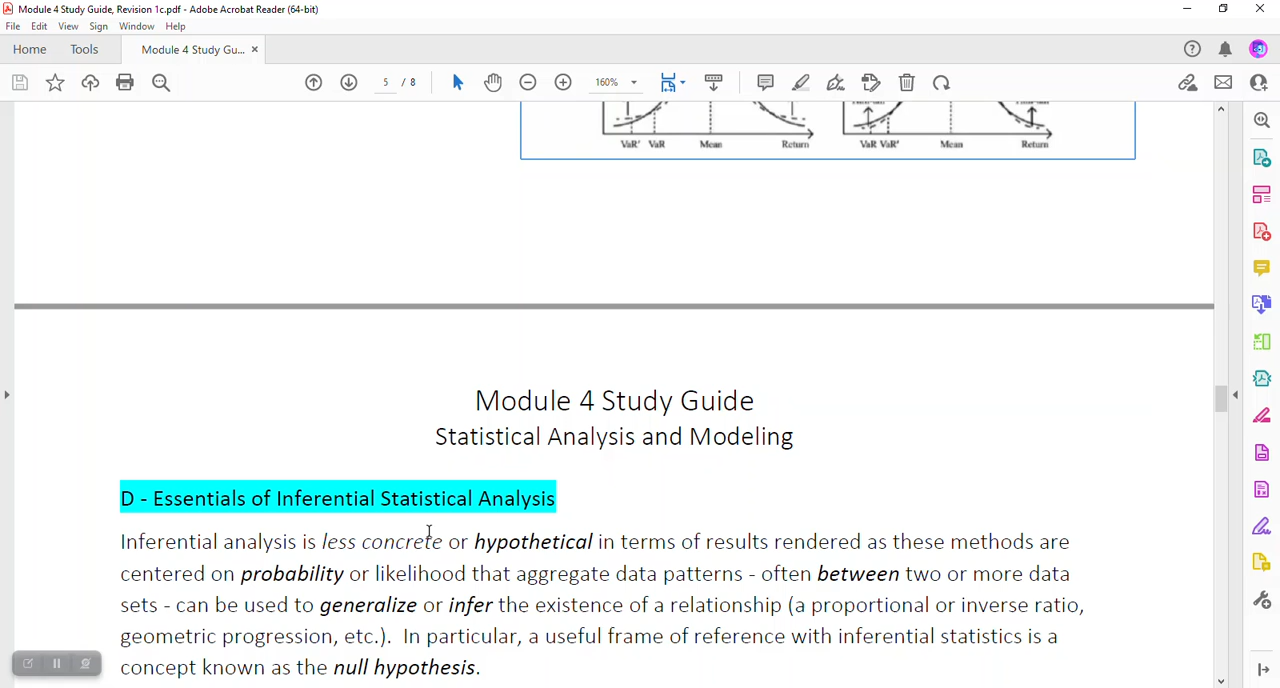 Module 4 Study Guide, Revision 1c.pdf - Adobe Acrobat Reader (64-bit)
File Edit View Sign Window Help
Home Tools Module 4 Study Gu... ×
5 / 8 160%
VaR' VaR Mean Return VaR VaR' Mean Return
Module 4 Study Guide
Statistical Analysis and Modeling
D - Essentials of Inferential Statistical Analysis
Inferential analysis is less concrete or hypothetical in terms of results rendered as these methods are
centered on probability or likelihood that aggregate data patterns - often between two or more data
sets - can be used to generalize or infer the existence of a relationship (a proportional or inverse ratio,
geometric progression, etc.). In particular, a useful frame of reference with inferential statistics is a
concept known as the null hypothesis.